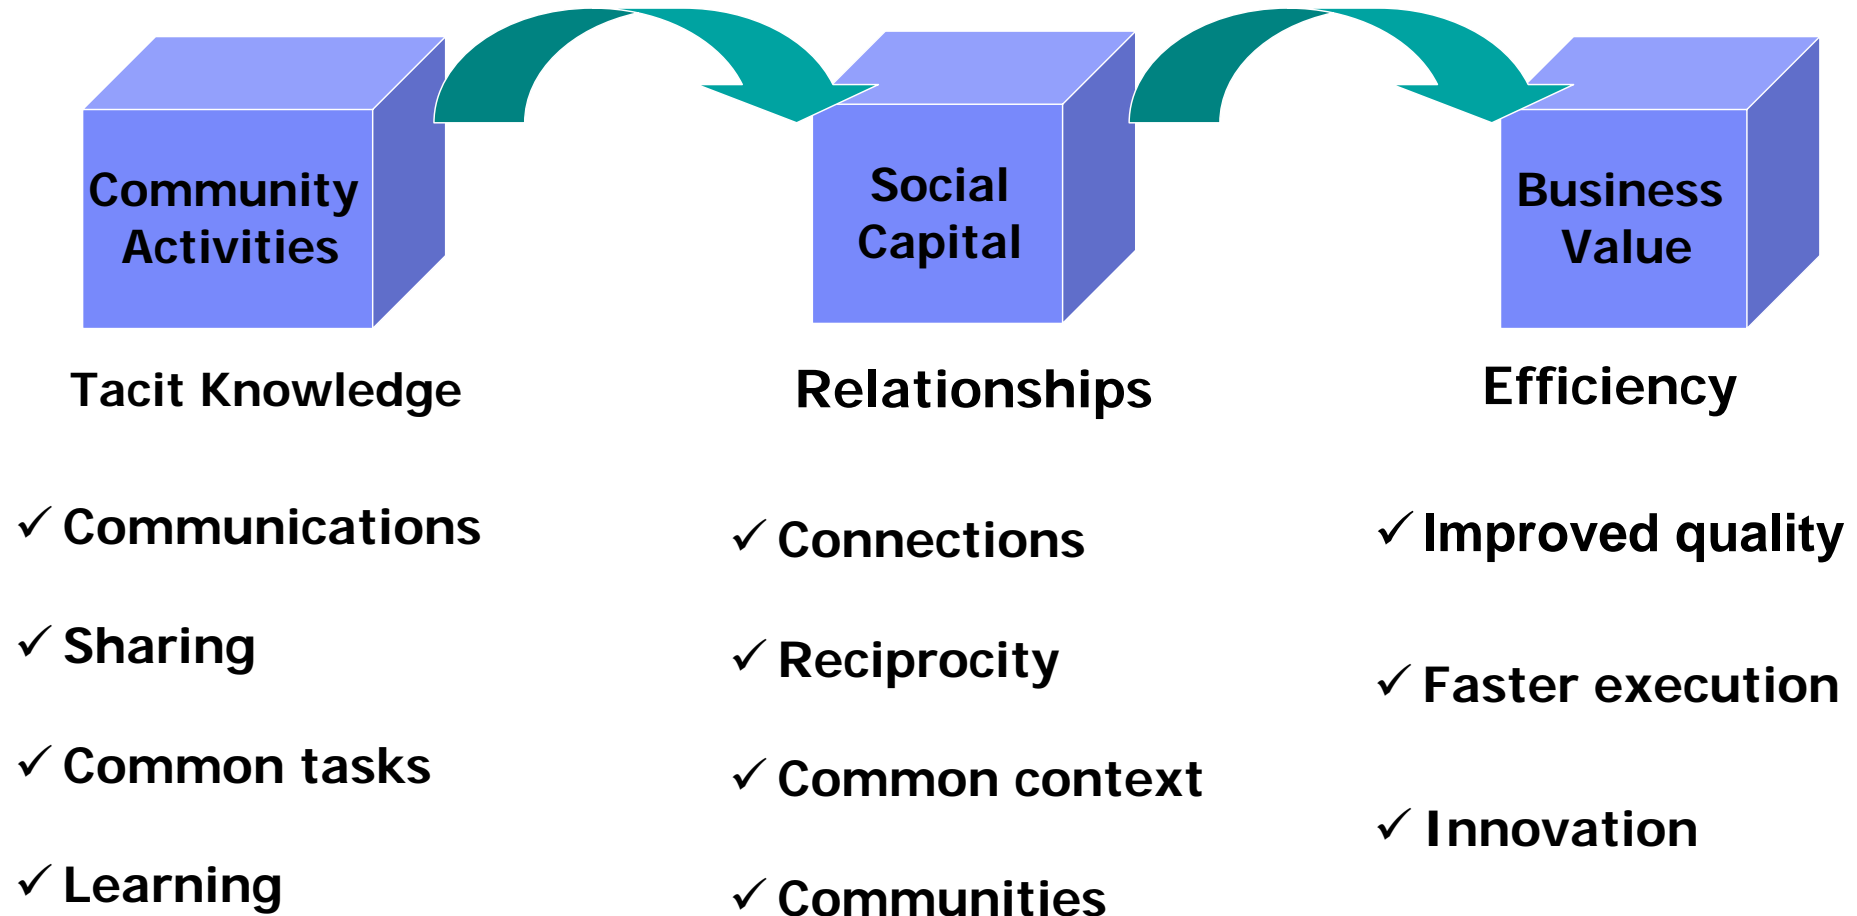 Community
Activities
Social
Capital
Business
Value
Tacit Knowledge
Relationships
Efficiency
✓ Communications
✓ Sharing
✓ Common tasks
✓ Learning
✓ Connections
✓ Reciprocity
✓ Common context
✓ Communities
✓ Improved quality
✓ Faster execution
✓ Innovation